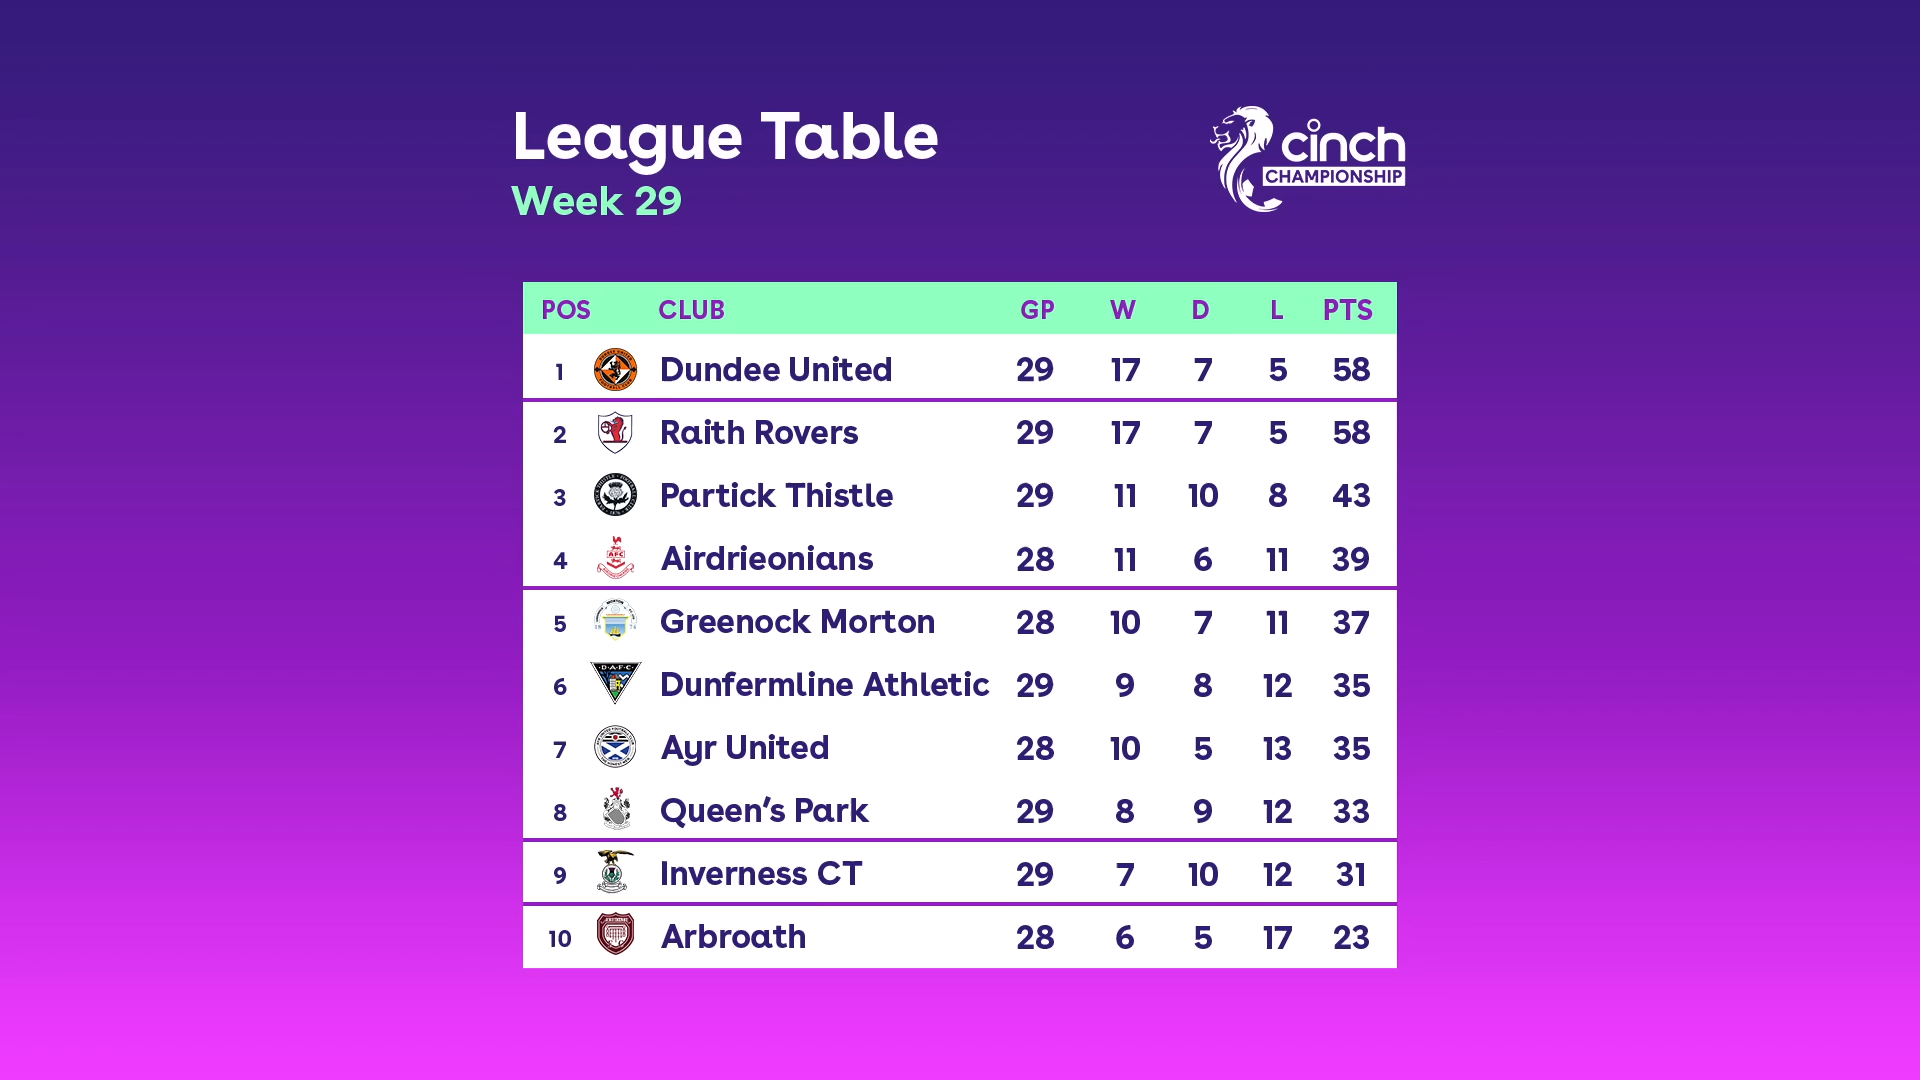 League Table
Week 29
cinch
CHAMPIONSHIP
POS CLUB GP W D L PTS
1 Dundee United 29 17 7 5 58
2 Raith Rovers 29 17 7 5 58
3 Partick Thistle 29 11 10 8 43
4 Airdrieonians 28 11 6 11 39
5 Greenock Morton 28 10 7 11 37
6 Dunfermline Athletic 29 9 8 12 35
7 Ayr United 28 10 5 13 35
8 Queen's Park 29 8 9 12 33
9 Inverness CT 29 7 10 12 31
10 Arbroath 28 6 5 17 23